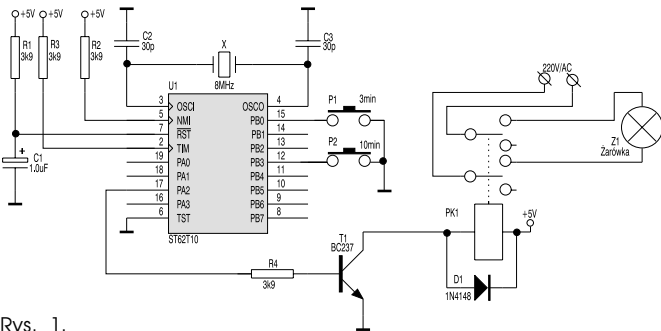 +5V
+5V
+5V
R1
3k9
R3
3k9
R2
3k9
C2
30p
X
8MHz
C3
30p
U1
3 OSCI OSCO 4
5 NMI PB0 15
7 RST PB1 14
2 TIM PB2 13
19 PA0 PB3 12
18 PA1 PB4 11
17 PA2 PB5 10
16 PA3 PB6 9
6 TST PB7 8
ST62T10
+
C1
1.0uF
P1 3min
P2 10min
220V/AC
Z1
Żarówka
PK1
+5V
D1
1N4148
T1
BC237
R4
3k9
Rys. 1.